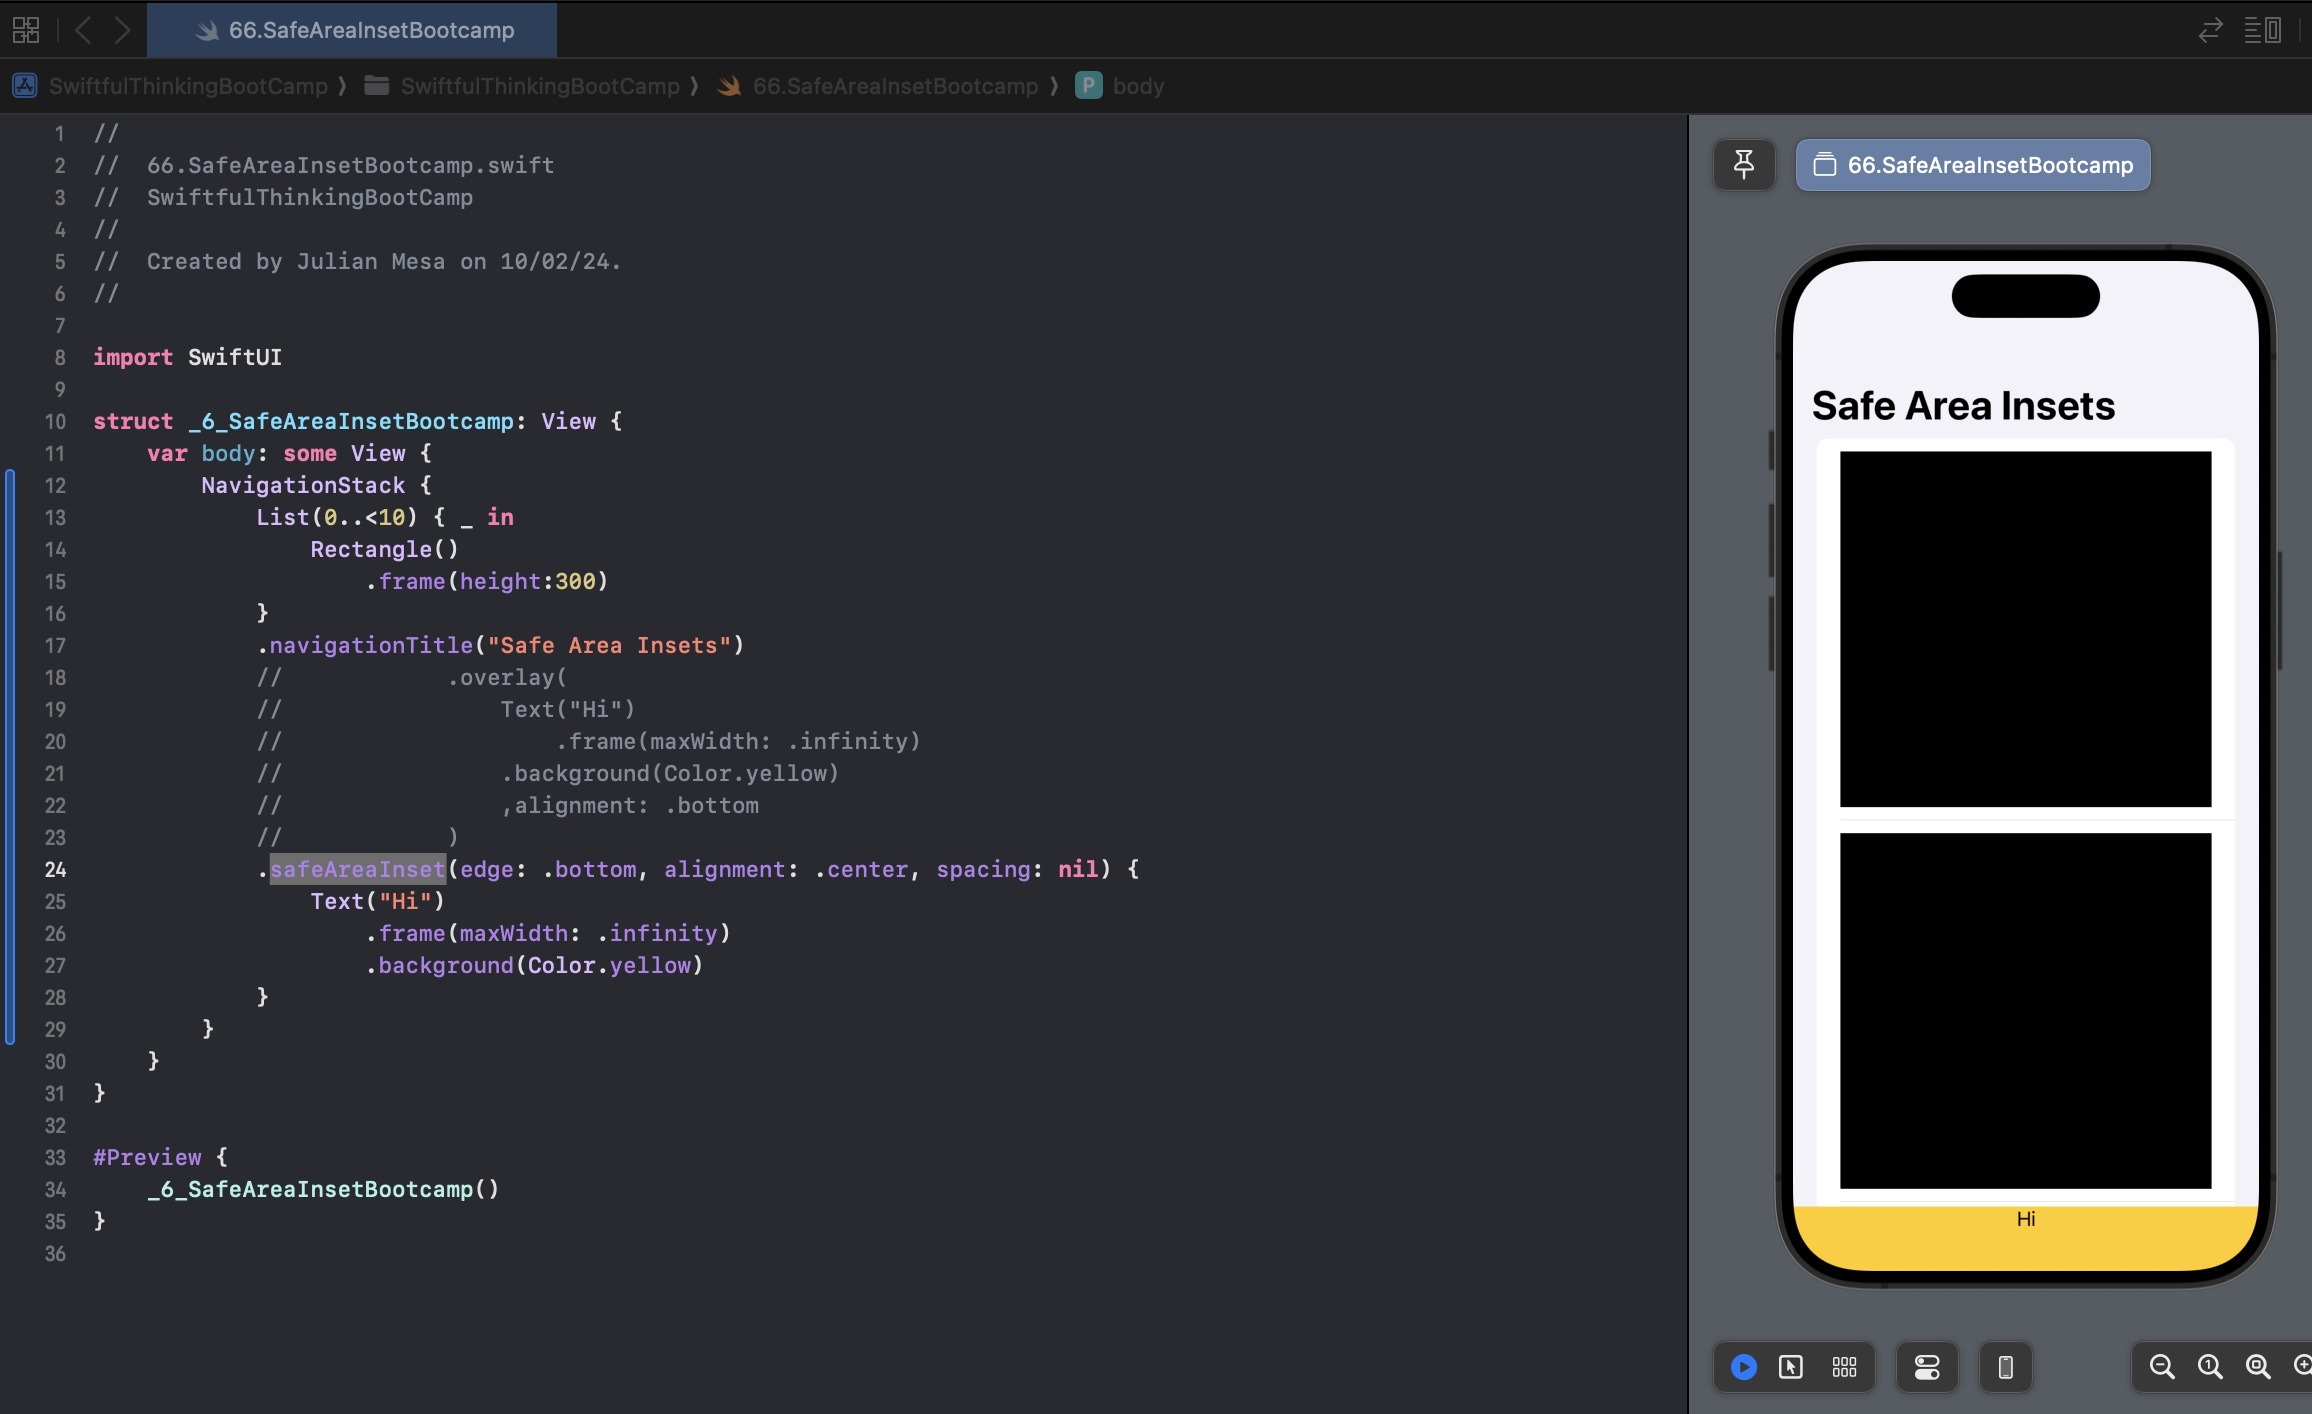 66.SafeAreaInsetBootcamp
SwiftfulThinkingBootCamp ⟩ SwiftfulThinkingBootCamp ⟩ 66.SafeAreaInsetBootcamp ⟩ P body
1 //
2 //  66.SafeAreaInsetBootcamp.swift
3 //  SwiftfulThinkingBootCamp
4 //
5 //  Created by Julian Mesa on 10/02/24.
6 //
7
8 import SwiftUI
9
10 struct _6_SafeAreaInsetBootcamp: View {
11     var body: some View {
12         NavigationStack {
13             List(0..<10) { _ in
14                 Rectangle()
15                     .frame(height:300)
16             }
17             .navigationTitle("Safe Area Insets")
18             //            .overlay(
19             //                Text("Hi")
20             //                    .frame(maxWidth: .infinity)
21             //                .background(Color.yellow)
22             //                ,alignment: .bottom
23             //            )
24             .safeAreaInset(edge: .bottom, alignment: .center, spacing: nil) {
25                 Text("Hi")
26                     .frame(maxWidth: .infinity)
27                     .background(Color.yellow)
28             }
29         }
30     }
31 }
32
33 #Preview {
34     _6_SafeAreaInsetBootcamp()
35 }
36
66.SafeAreaInsetBootcamp
Safe Area Insets
Hi